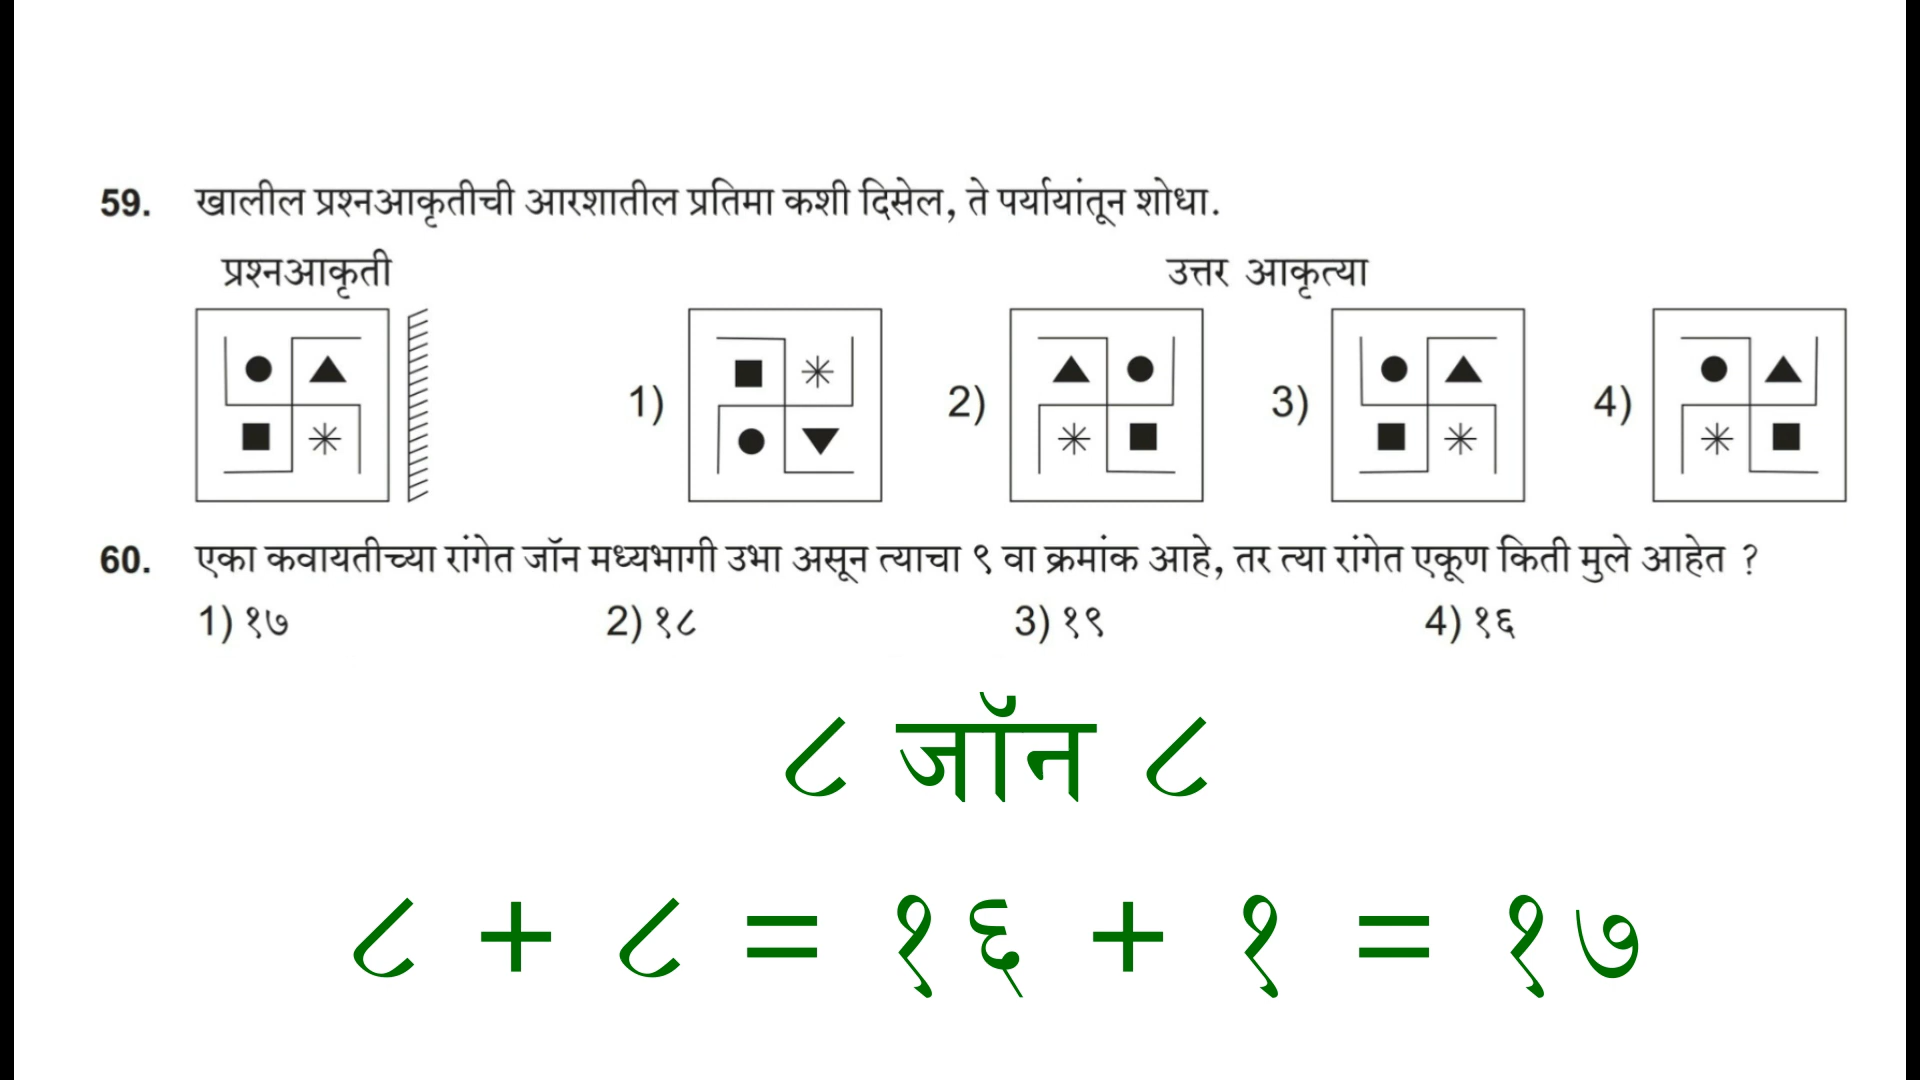 59. खालील प्रश्नआकृतीची आरशातील प्रतिमा कशी दिसेल, ते पर्यायांतून शोधा.
प्रश्नआकृती उत्तर आकृत्या
1) 2) 3) 4)
60. एका कवायतीच्या रांगेत जॉन मध्यभागी उभा असून त्याचा ९ वा क्रमांक आहे, तर त्या रांगेत एकूण किती मुले आहेत ?
1) १७ 2) १८ 3) १९ 4) १६
८ जॉन ८
८ + ८ = १६ + १ = १७